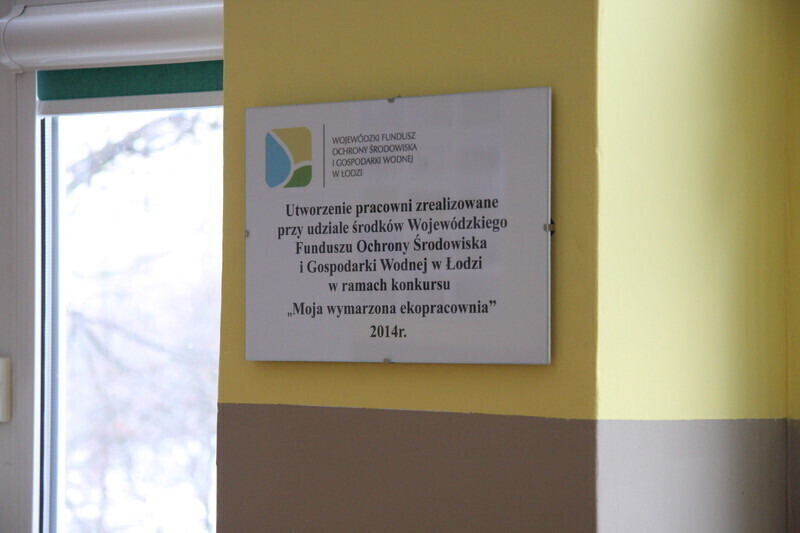 WOJEWÓDZKI FUNDUSZ
OCHRONY ŚRODOWISKA
I GOSPODARKI WODNEJ
W ŁODZI
Utworzenie pracowni zrealizowane
przy udziale środków Wojewódzkiego
Funduszu Ochrony Środowiska
i Gospodarki Wodnej w Łodzi
w ramach konkursu
„Moja wymarzona ekopracownia”
2014r.